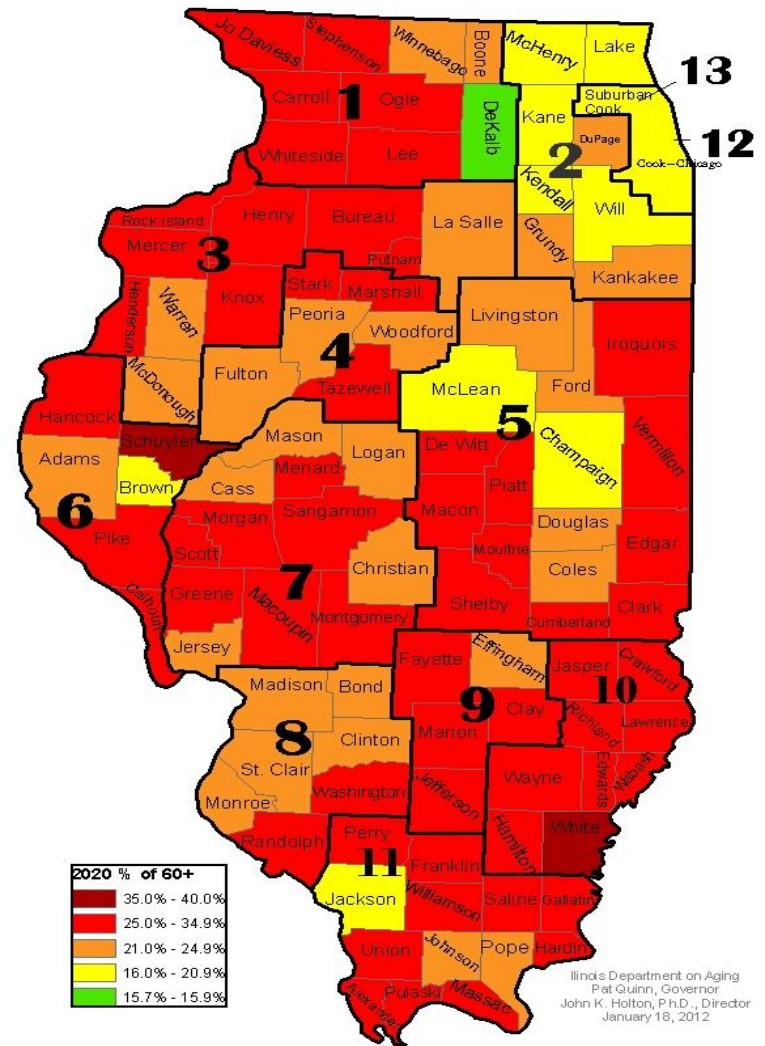 Jo Daviess
Stephenson
Winnebago
Boone
McHenry
Lake
13
Carroll
1
Ogle
DeKalb
Kane
Suburban
Cook
12
Whiteside
Lee
2
DuPage
Cook-Chicago
Kendall
Will
Rock Island
Henry
Bureau
La Salle
Grundy
Mercer
3
Putnam
Kankakee
Henderson
Warren
Knox
Stark
Marshall
Peoria
Livingston
Woodford
Iroquois
4
McDonough
Fulton
Tazewell
McLean
Ford
Hancock
5
Schuyler
Mason
Logan
De Witt
Champaign
Vermilion
Adams
Brown
Cass
Menard
Piatt
6
Morgan
Sangamon
Macon
Douglas
Pike
Scott
Christian
Moultrie
Coles
Edgar
Calhoun
Greene
7
Macoupin
Montgomery
Shelby
Cumberland
Clark
Jersey
Fayette
Effingham
Jasper
Crawford
Madison
Bond
9
Clay
10
Richland
Lawrence
8
Clinton
Marion
St. Clair
Wayne
Edwards
Wabash
Monroe
Washington
Jefferson
Randolph
Perry
Hamilton
White
11
Franklin
Jackson
Williamson
Saline
Gallatin
Union
Johnson
Pope
Hardin
Alexander
Pulaski
Massac
2020 % of 60+
35.0% - 40.0%
25.0% - 34.9%
21.0% - 24.9%
16.0% - 20.9%
15.7% - 15.9%
Ilinois Department on Aging
Pat Quinn, Governor
John K. Holton, Ph.D., Director
January 18, 2012